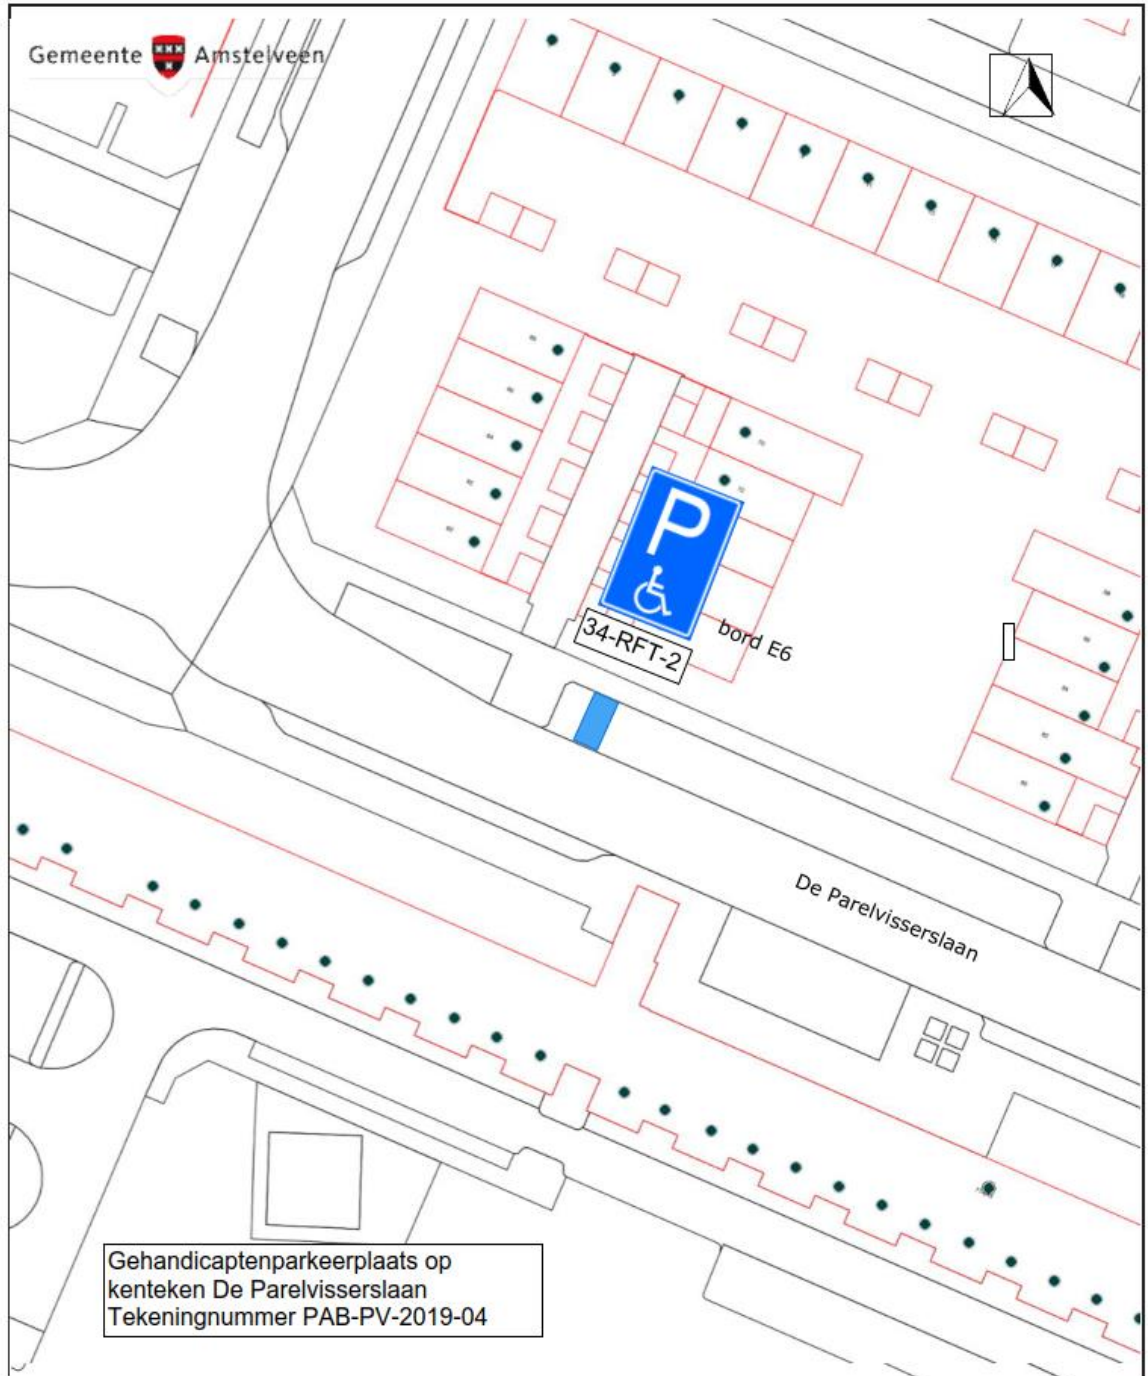 Gemeente Amstelveen
P
34-RFT-2
bord E6
De Parelvisserslaan
Gehandicaptenparkeerplaats op
kenteken De Parelvisserslaan
Tekeningnummer PAB-PV-2019-04